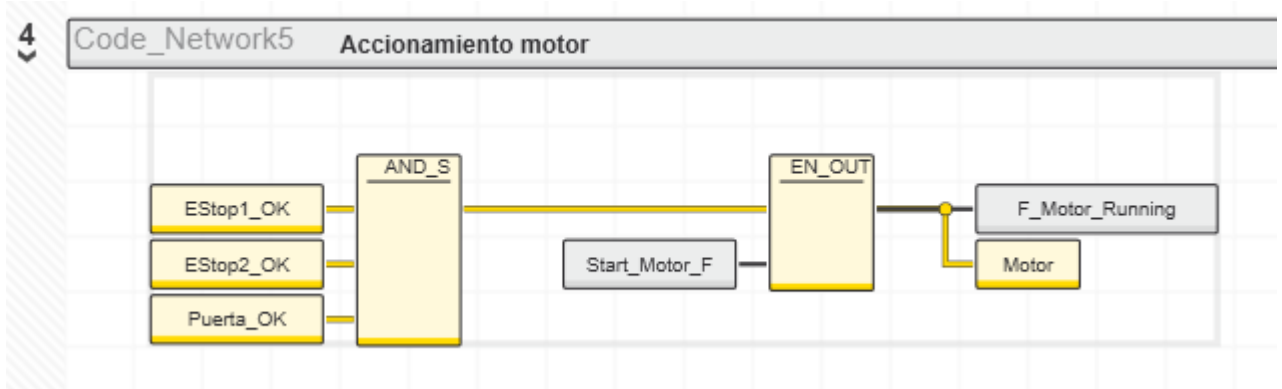 4
Code_Network5 Accionamiento motor
AND_S
EN_OUT
EStop1_OK
F_Motor_Running
EStop2_OK
Start_Motor_F
Motor
Puerta_OK